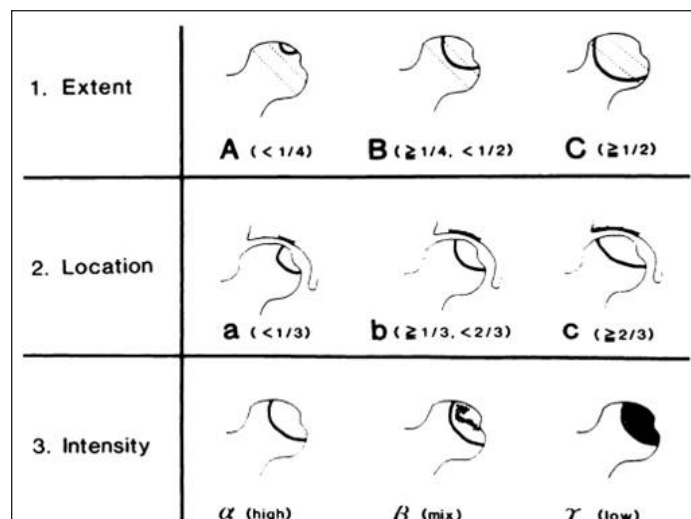 1. Extent
A (< 1/4) B (≧ 1/4, < 1/2) C (≧ 1/2)
2. Location
a (< 1/3) b (≧ 1/3, < 2/3) c (≧ 2/3)
3. Intensity
α (high) β (mix) γ (low)